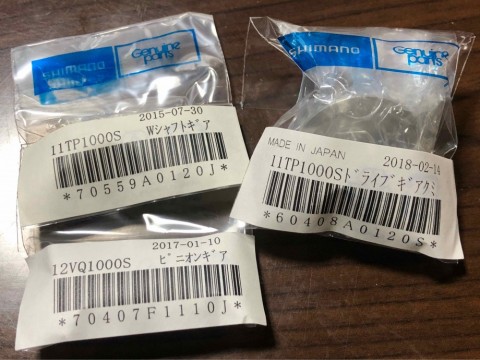 SHIMANO
Genuine
parts
2015-07-30
11TP1000S Wシャフトギア
*70559A0120J*
2017-01-10
12VQ1000S ピニオンギア
*70407F1110J*
SHIMANO
Genuine
parts
MADE IN JAPAN 2018-02-14
11TP1000Sドライブギアクミ
*60408A0120S*